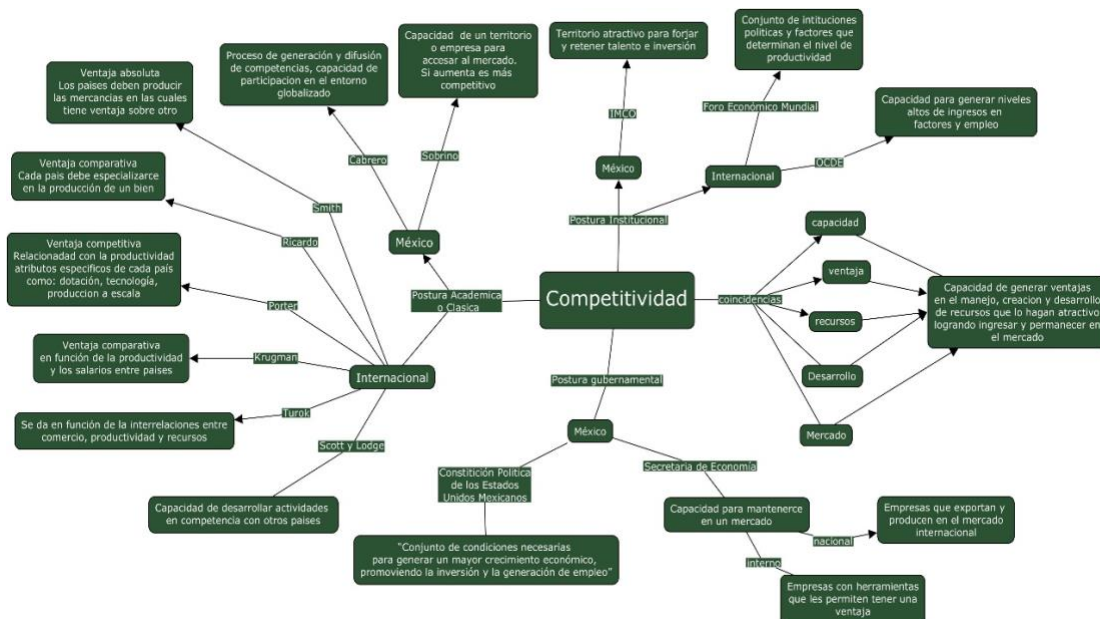 Ventaja absoluta
Los paises deben producir
las mercancias en las cuales
tiene ventaja sobre otro
Proceso de generación y difusión
de competencias, capacidad de
participacion en el entorno
globalizado
Capacidad de un territorio
o empresa para
accesar al mercado.
Si aumenta es más
competitivo
Territorio atractivo para forjar
y retener talento e inversión
Conjunto de intituciones
politicas y factores que
determinan el nivel de
productividad
Capacidad para generar niveles
altos de ingresos en
factores y empleo
IMCO
Foro Económico Mundial
OCDE
Cabrero
Sobrino
México
Internacional
Ventaja comparativa
Cada pais debe especializarce
en la producción de un bien
Smith
Ricardo
México
Postura Institucional
Ventaja competitiva
Relacionadad con la productividad
atributos especificos de cada país
como: dotación, tecnología,
produccion a escala
Porter
Postura Academica
o Clasica
Competitividad
coincidencias
capacidad
ventaja
recursos
Desarrollo
Mercado
Capacidad de generar ventajas
en el manejo, creacion y desarrollo
de recursos que lo hagan atractivo
logrando ingresar y permanecer en
el mercado
Ventaja comparativa
en función de la productividad
y los salarios entre paises
Krugman
Internacional
Postura gubernamental
Se da en función de la interrelaciones entre
comercio, productividad y recursos
Turok
Scott y Lodge
México
Capacidad de desarrollar actividades
en competencia con otros paises
Constitición Politica
de los Estados
Unidos Mexicanos
Secretaria de Economía
"Conjunto de condiciones necesarias
para generar un mayor crecimiento económico,
promoviendo la inversión y la generación de empleo"
Capacidad para mantenerce
en un mercado
nacional
Empresas que exportan y
producen en el mercado
internacional
interno
Empresas con herramientas
que les permiten tener una
ventaja